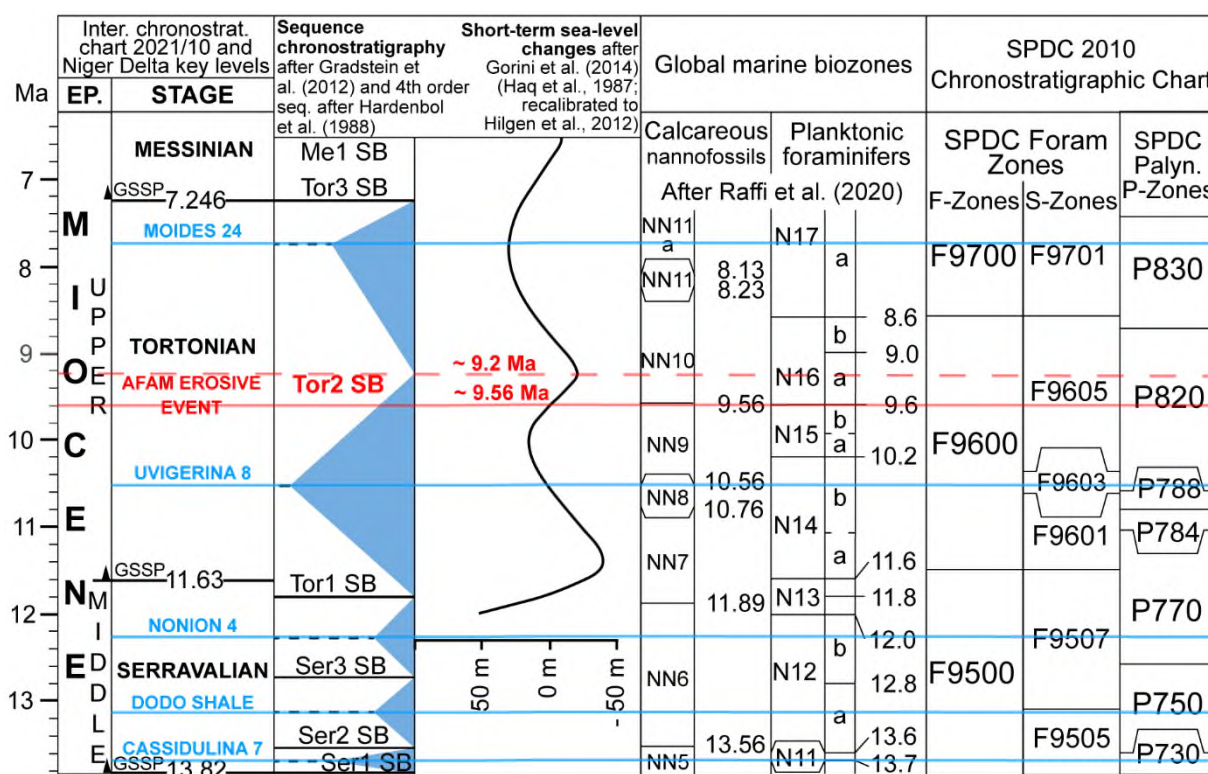 Inter. chronostrat.
chart 2021/10 and
Niger Delta key levels
Sequence
chronostratigraphy
after Gradstein et
al. (2012) and 4th order
seq. after Hardenbol
et al. (1988)
Short-term sea-level
changes after
Gorini et al. (2014)
(Haq et al., 1987;
recalibrated to
Hilgen et al., 2012)
Global marine biozones
SPDC 2010
Chronostratigraphic Chart
Ma
EP.
STAGE
Calcareous
nannofossils
Planktonic
foraminifers
After Raffi et al. (2020)
SPDC Foram
Zones
F-Zones
S-Zones
SPDC
Palyn.
P-Zones
7
8
9
10
11
12
13
MIOCENE
UPPER
MIDDLE
MESSINIAN
GSSP
7.246
MOIDES 24
TORTONIAN
AFAM EROSIVE
EVENT
UVIGERINA 8
GSSP
11.63
NONION 4
SERRAVALIAN
DODO SHALE
CASSIDULINA 7
GSSP
13.82
Me1 SB
Tor3 SB
Tor2 SB
Tor1 SB
Ser3 SB
Ser2 SB
Ser1 SB
~ 9.2 Ma
~ 9.56 Ma
50 m
0 m
- 50 m
NN11
a
NN11
NN10
NN9
NN8
NN7
NN6
NN5
8.13
8.23
9.56
10.56
10.76
11.89
13.56
N17
N16
N15
N14
N13
N12
N11
a
b
a
b
a
b
a
b
a
8.6
9.0
9.6
10.2
11.6
11.8
12.0
12.8
13.6
13.7
F9700
F9600
F9500
F9701
F9605
F9603
F9601
F9507
F9505
P830
P820
P788
P784
P770
P750
P730